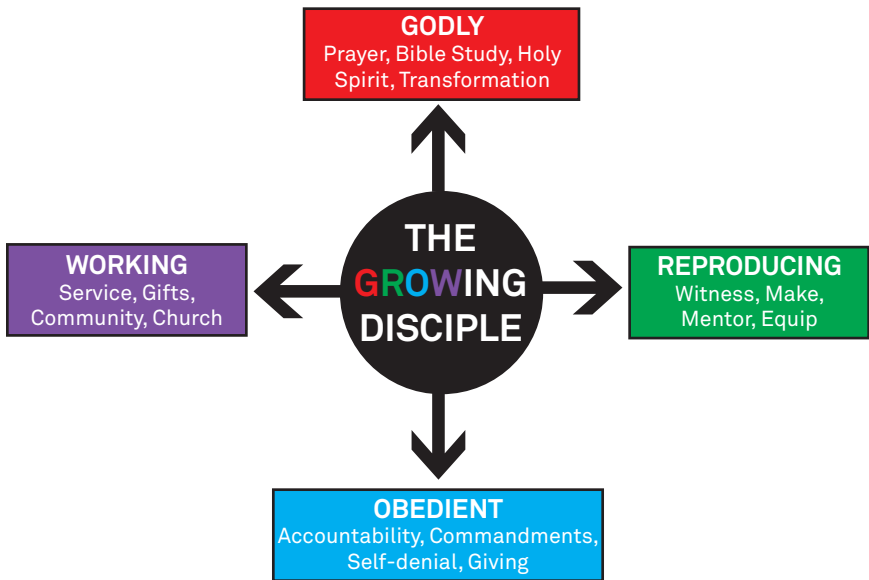 GODLY
Prayer, Bible Study, Holy
Spirit, Transformation
THE
GROWING
DISCIPLE
WORKING
Service, Gifts,
Community, Church
REPRODUCING
Witness, Make,
Mentor, Equip
OBEDIENT
Accountability, Commandments,
Self-denial, Giving